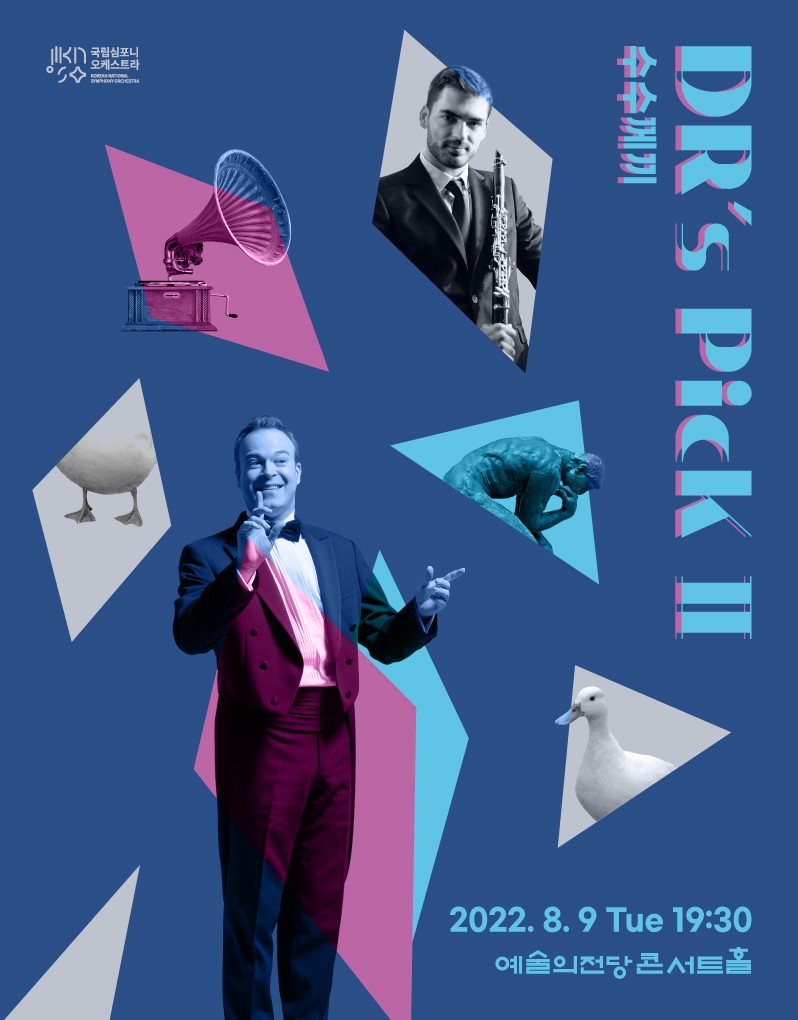 국립심포니
오케스트라
KOREAN NATIONAL
SYMPHONY ORCHESTRA
DR's Pick II
수수께끼
2022. 8. 9 Tue 19:30
예술의전당 콘서트홀